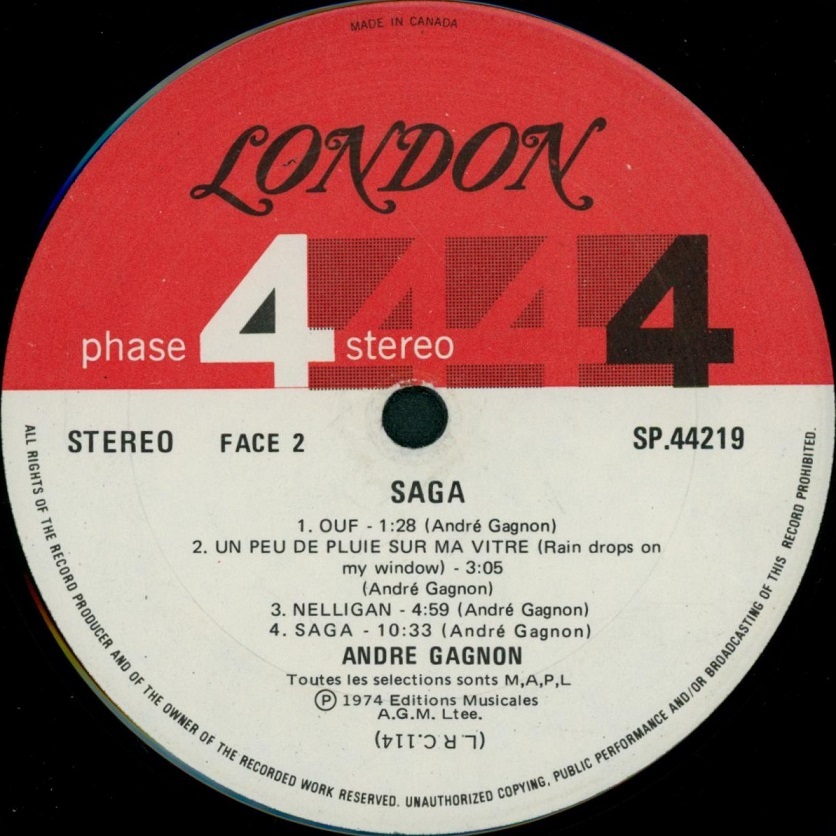 MADE IN CANADA
LONDON
phase 4 stereo 4 4 4
STEREO FACE 2 SP.44219
SAGA
1. OUF - 1:28 (André Gagnon)
2. UN PEU DE PLUIE SUR MA VITRE (Rain drops on
my window) - 3:05
(André Gagnon)
3. NELLIGAN - 4:59 (André Gagnon)
4. SAGA - 10:33 (André Gagnon)
ANDRE GAGNON
Toutes les selections sonts M,A,P,L
Ⓟ 1974 Editions Musicales
A.G.M. Ltee.
(L.R C.114)
ALL RIGHTS OF THE RECORD PRODUCER AND OF THE OWNER OF THE RECORDED WORK RESERVED. UNAUTHORIZED COPYING, PUBLIC PERFORMANCE AND/OR BROADCASTING OF THIS RECORD PROHIBITED.